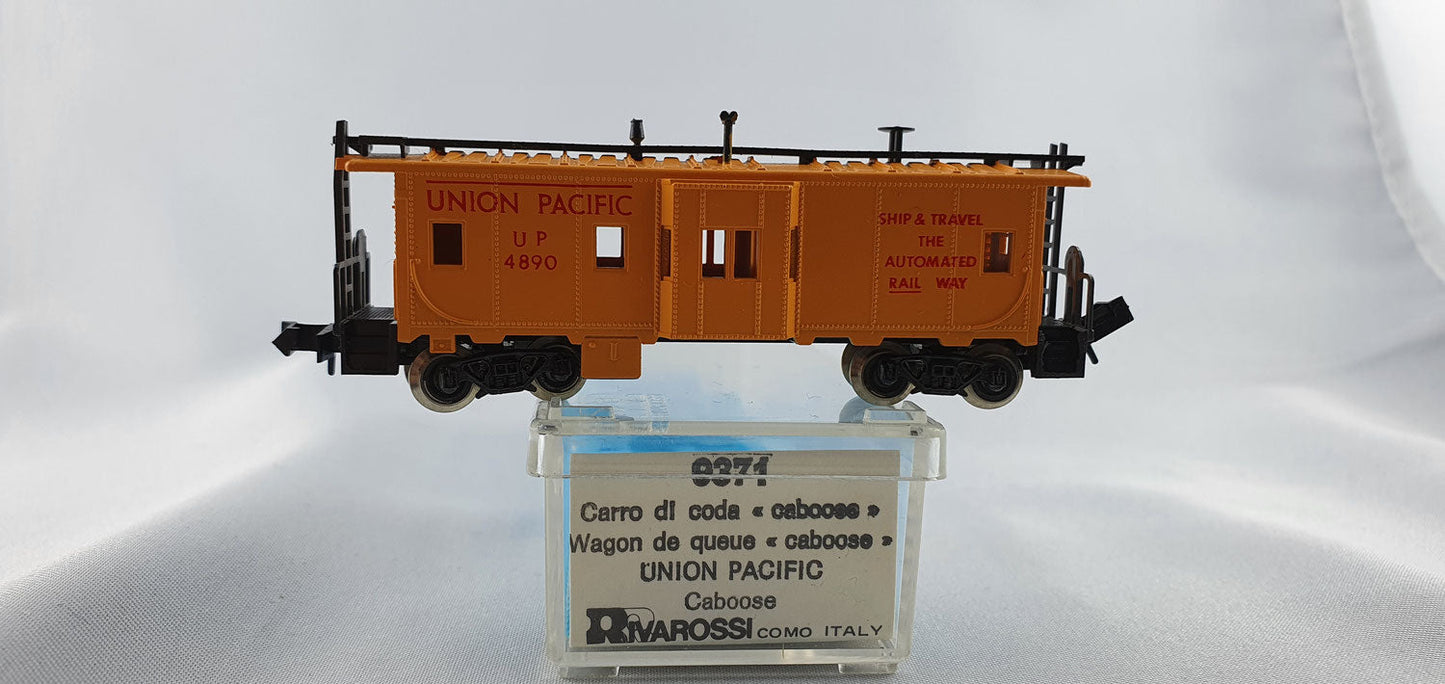 UNION PACIFIC
UP
4890
SHIP & TRAVEL
THE
AUTOMATED
RAIL WAY
9371
Carro di coda « caboose »
Wagon de queue « caboose »
UNION PACIFIC
Caboose
RIVAROSSI COMO ITALY